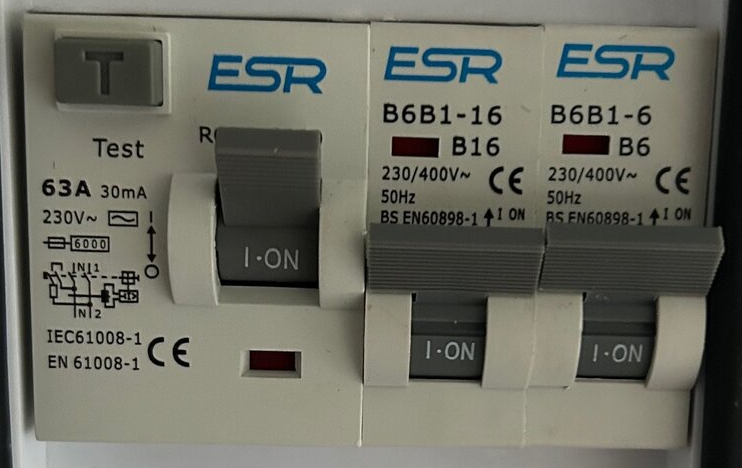 T
Test
ESR
63A 30mA
230V~
I
O
6000
N 1
N 2
IEC61008-1
EN 61008-1
CE
I·ON
ESR
B6B1-16
B16
230/400V~
50Hz
CE
BS EN60898-1 ↑ I ON
I·ON
ESR
B6B1-6
B6
230/400V~
50Hz
CE
BS EN60898-1 ↑ I ON
I·ON